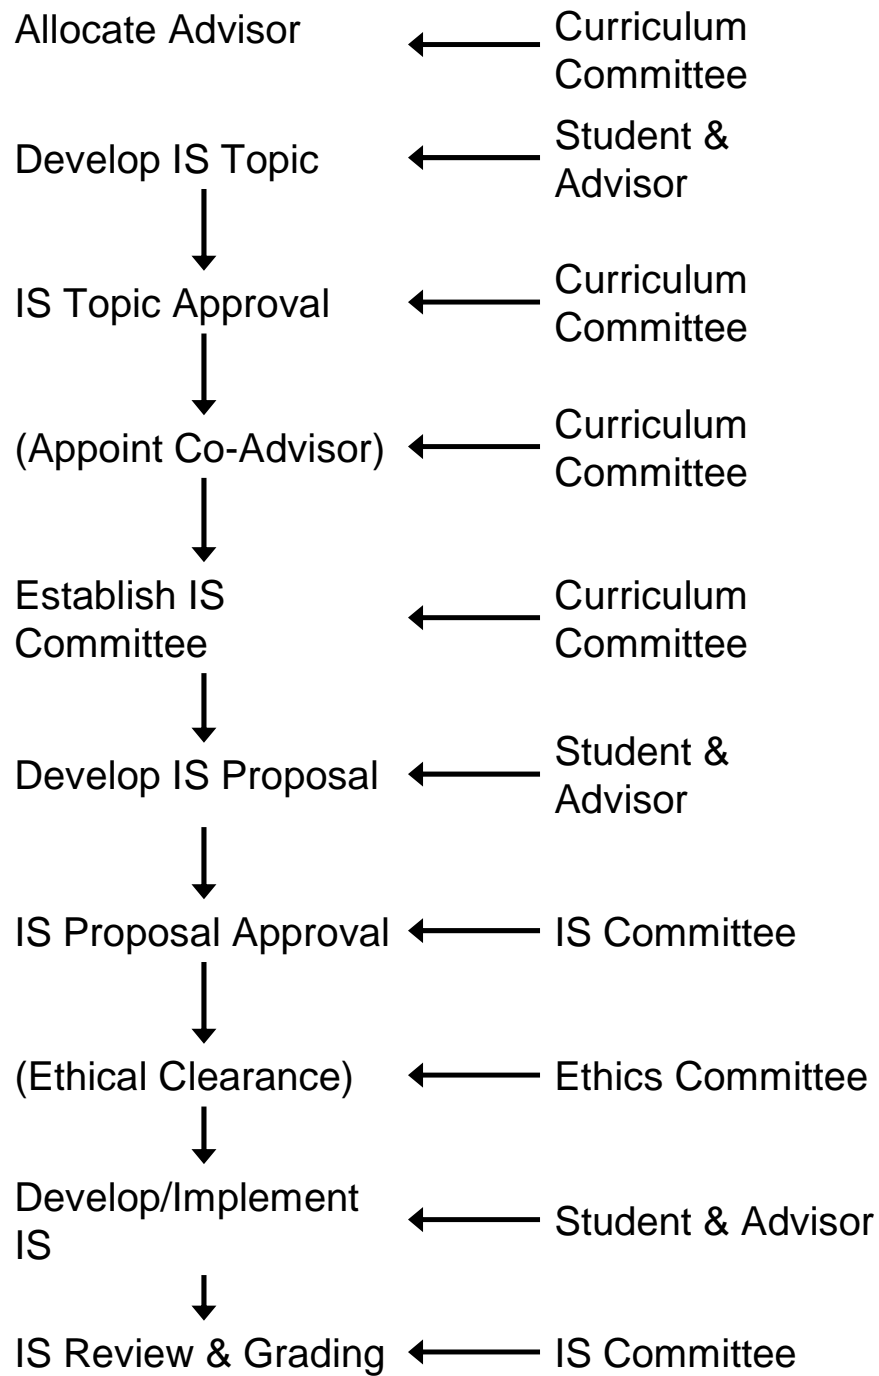 Allocate Advisor
Curriculum
Committee
Develop IS Topic
Student &
Advisor
IS Topic Approval
Curriculum
Committee
(Appoint Co-Advisor)
Curriculum
Committee
Establish IS
Committee
Curriculum
Committee
Develop IS Proposal
Student &
Advisor
IS Proposal Approval
IS Committee
(Ethical Clearance)
Ethics Committee
Develop/Implement
IS
Student & Advisor
IS Review & Grading
IS Committee